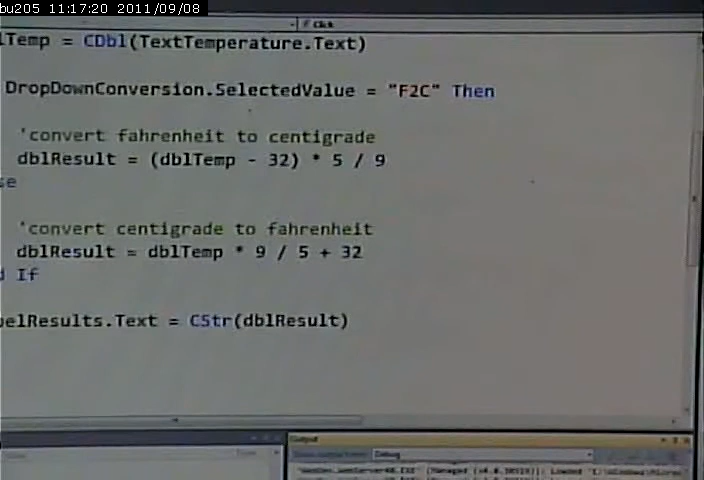 bu205 11:17:20 2011/09/08
Click
lTemp = CDbl(TextTemperature.Text)
DropDownConversion.SelectedValue = "F2C" Then
'convert fahrenheit to centigrade
dblResult = (dblTemp - 32) * 5 / 9
se
'convert centigrade to fahrenheit
dblResult = dblTemp * 9 / 5 + 32
d If
belResults.Text = CStr(dblResult)
Output
Debug